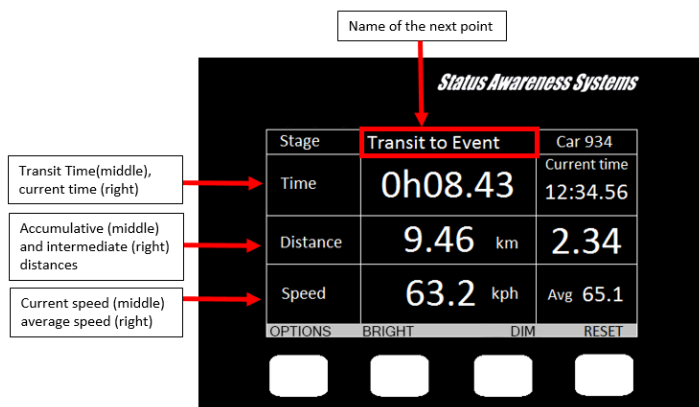 Name of the next point
Status Awareness Systems
Stage Transit to Event Car 934
Transit Time(middle),
current time (right)
Time 0h08.43 Current time
12:34.56
Accumulative (middle)
and intermediate (right)
distances
Distance 9.46 km 2.34
Current speed (middle)
average speed (right)
Speed 63.2 kph Avg 65.1
OPTIONS BRIGHT DIM RESET